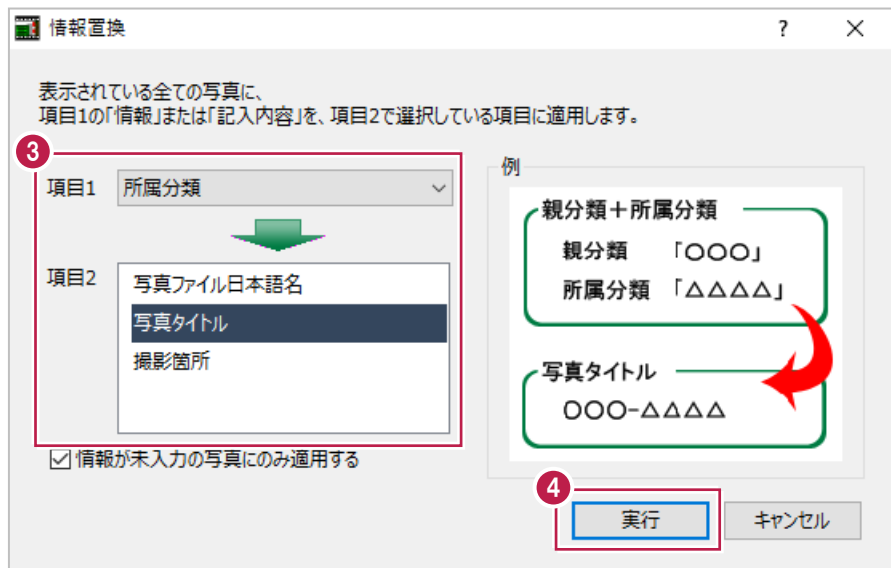 情報置換
?
表示されている全ての写真に、
項目1の「情報」または「記入内容」を、項目2で選択している項目に適用します。
3
項目1
所属分類
項目2
写真ファイル日本語名
写真タイトル
撮影箇所
情報が未入力の写真にのみ適用する
例
親分類＋所属分類
親分類 「○○○」
所属分類 「△△△△」
写真タイトル
○○○-△△△△
4
実行
キャンセル